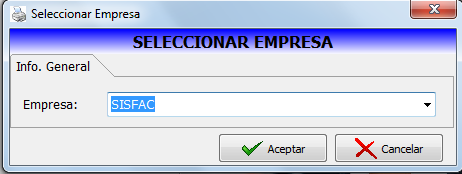 Seleccionar Empresa
SELECCIONAR EMPRESA
Info. General
Empresa: SISFAC
Aceptar Cancelar